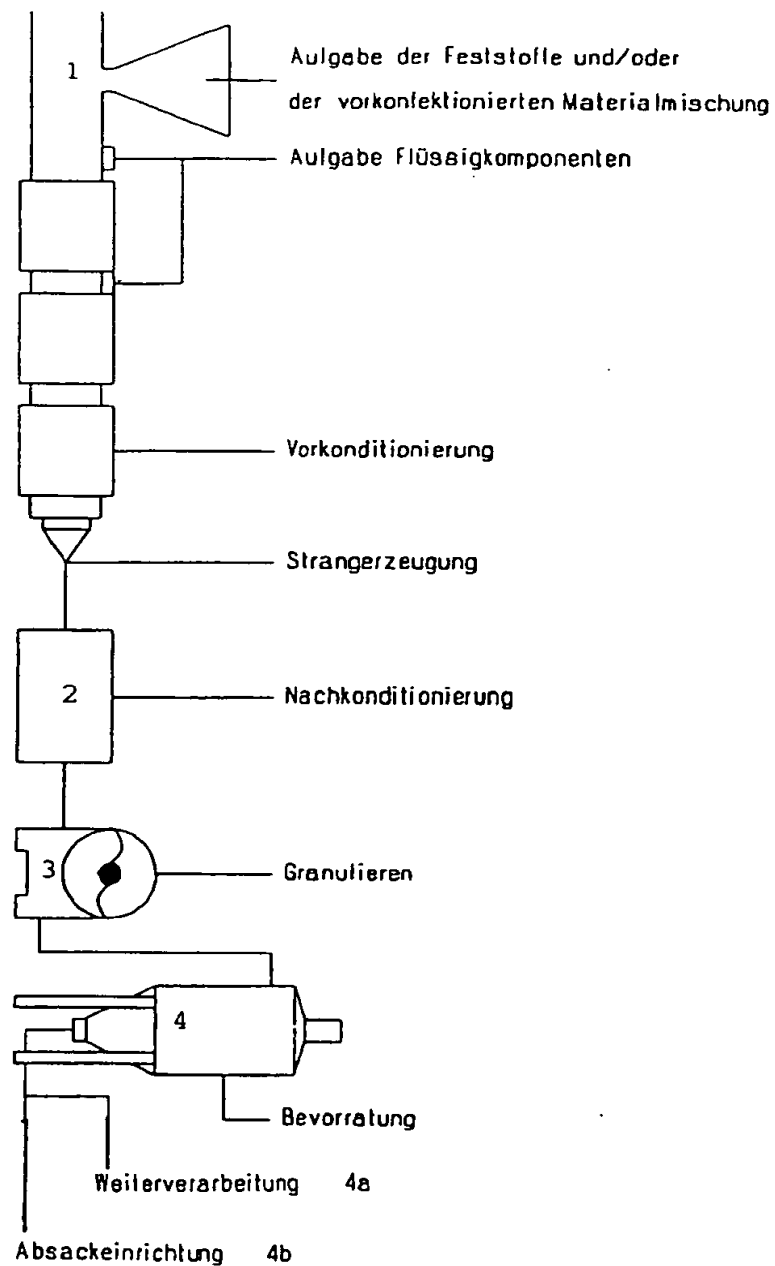 1
Aufgabe der Feststoffe und/oder
der vorkonfektionierten Materialmischung
Aufgabe Flüssigkomponenten
Vorkonditionierung
Strangerzeugung
2
Nachkonditionierung
3
Granulieren
4
Bevorratung
Weiterverarbeitung 4a
Absackeinrichtung 4b